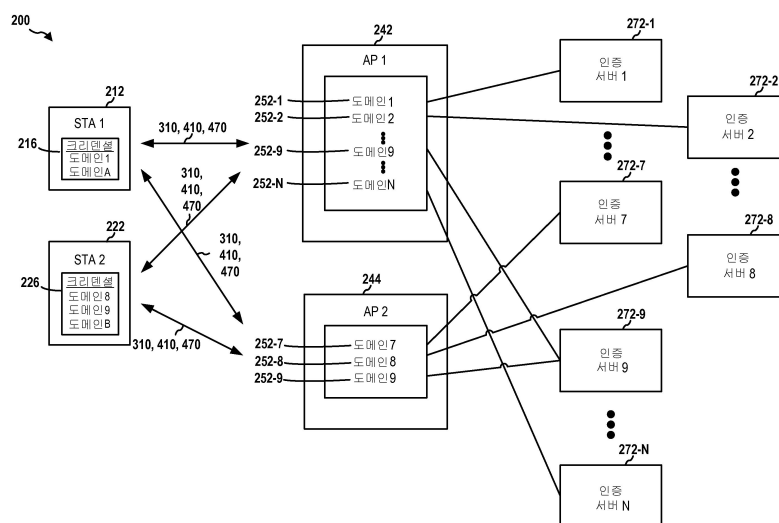 200
212
STA 1
216
크리덴셜
도메인1
도메인A
222
STA 2
226
크리덴셜
도메인8
도메인9
도메인B
310, 410, 470
310,
410,
470
310,
410,
470
310, 410, 470
242
AP 1
252-1
도메인1
252-2
도메인2
252-9
도메인9
252-N
도메인N
244
AP 2
252-7
도메인7
252-8
도메인8
252-9
도메인9
272-1
인증
서버 1
272-2
인증
서버 2
272-7
인증
서버 7
272-8
인증
서버 8
272-9
인증
서버 9
272-N
인증
서버 N